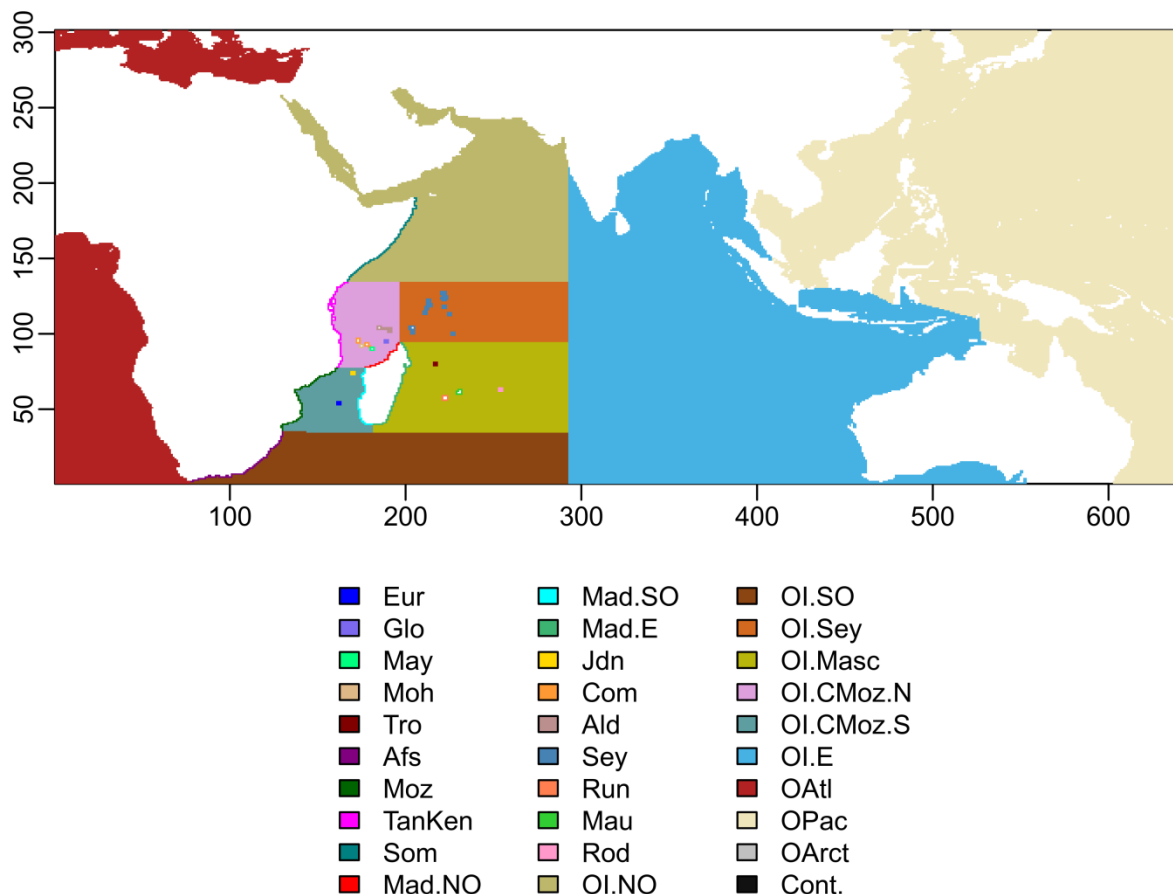 300
250
200
150
100
50
100 200 300 400 500 600
Eur Mad.SO OI.SO
Glo Mad.E OI.Sey
May Jdn OI.Masc
Moh Com OI.CMoz.N
Tro Ald OI.CMoz.S
Afs Sey OI.E
Moz Run OAtl
TanKen Mau OPac
Som Rod OArct
Mad.NO OI.NO Cont.